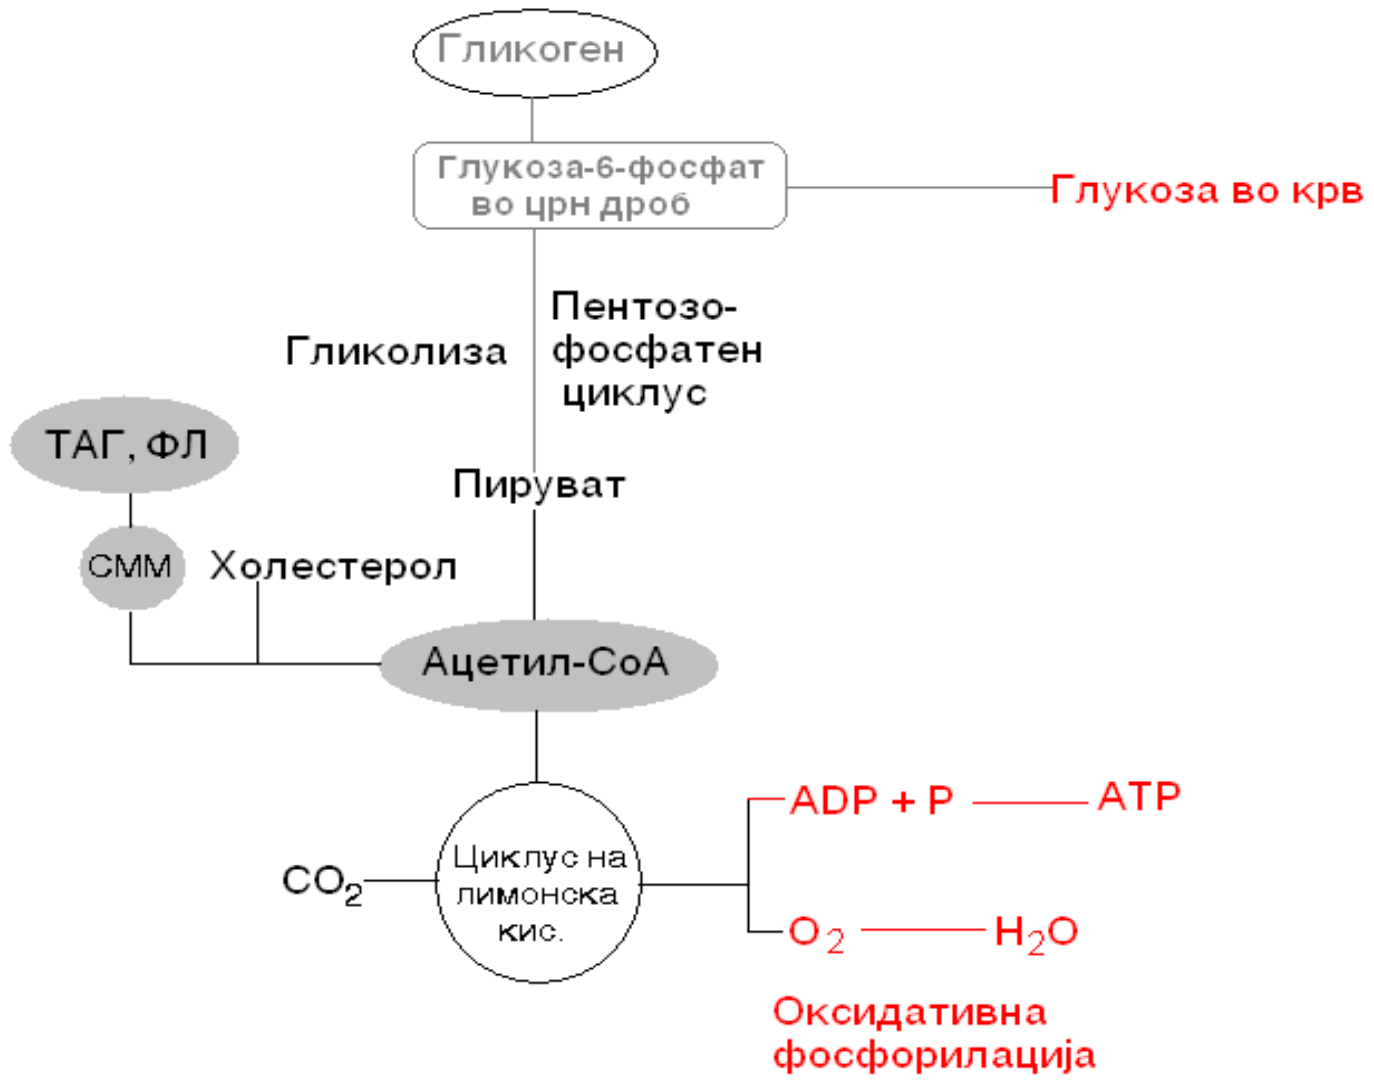 Гликоген
Глукоза-6-фосфат
во црн дроб
Глукоза во крв
Пентозо-
фосфатен
циклус
Гликолиза
ТАГ, ФЛ
Пируват
СММ
Холестерол
Ацетил-СоА
ADP + P
ATP
Циклус на
лимонска
кис.
CO₂
O₂
H₂O
Оксидативна
фосфорилација